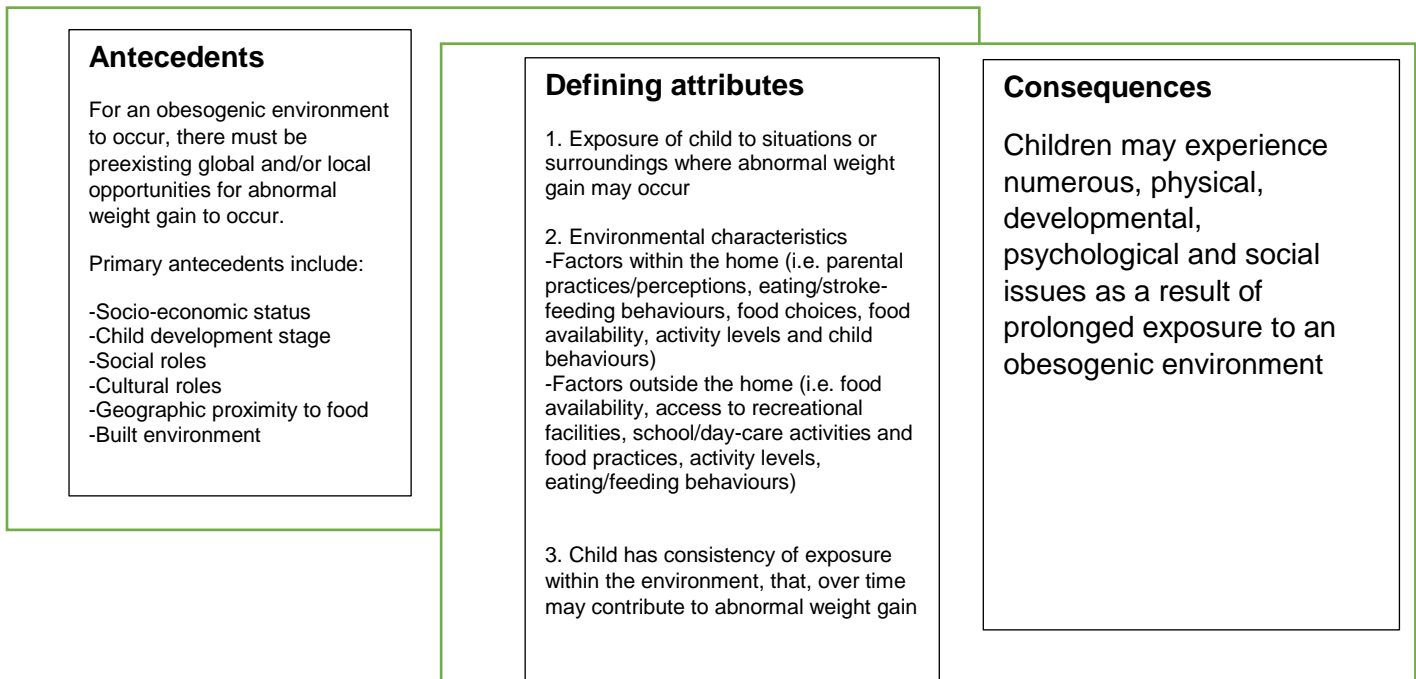 Antecedents
For an obesogenic environment
to occur, there must be
preexisting global and/or local
opportunities for abnormal
weight gain to occur.
Primary antecedents include:
-Socio-economic status
-Child development stage
-Social roles
-Cultural roles
-Geographic proximity to food
-Built environment
Defining attributes
1. Exposure of child to situations or
surroundings where abnormal weight
gain may occur
2. Environmental characteristics
-Factors within the home (i.e. parental
practices/perceptions, eating/stroke-
feeding behaviours, food choices, food
availability, activity levels and child
behaviours)
-Factors outside the home (i.e. food
availability, access to recreational
facilities, school/day-care activities and
food practices, activity levels,
eating/feeding behaviours)
3. Child has consistency of exposure
within the environment, that, over time
may contribute to abnormal weight gain
Consequences
Children may experience
numerous, physical,
developmental,
psychological and social
issues as a result of
prolonged exposure to an
obesogenic environment